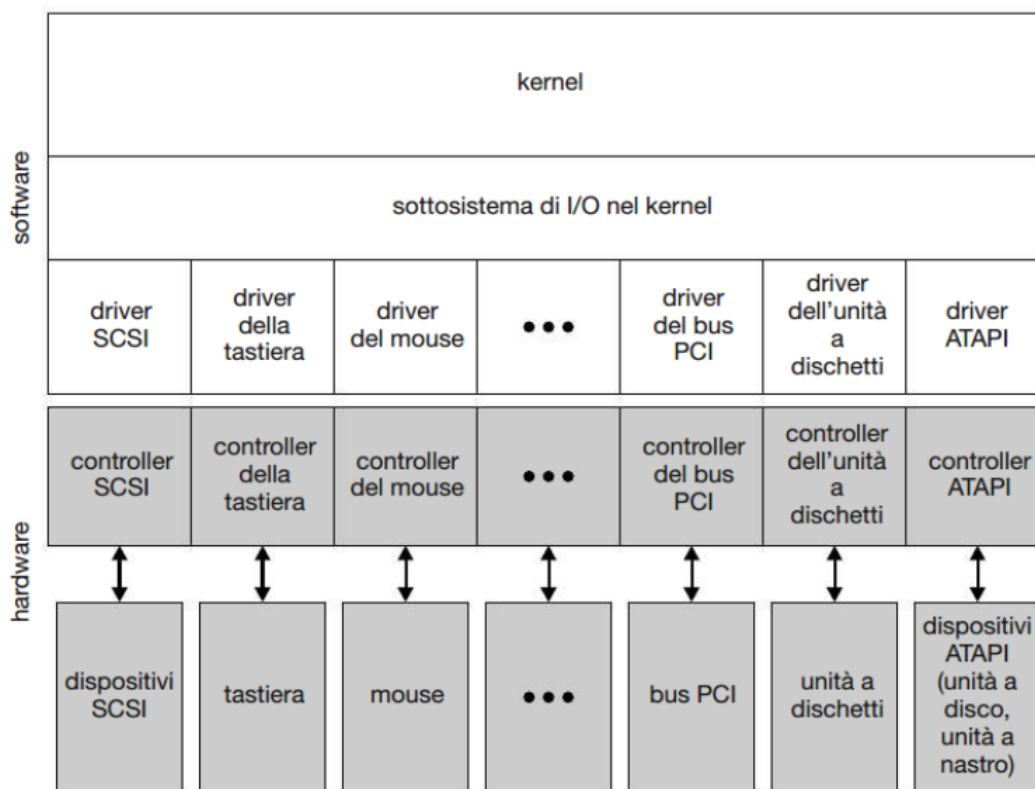 software
kernel
sottosistema di I/O nel kernel
driver
SCSI
driver
della
tastiera
driver
del mouse
driver
del bus
PCI
driver
dell'unità
a
dischetti
driver
ATAPI
hardware
controller
SCSI
controller
della
tastiera
controller
del mouse
controller
del bus
PCI
controller
dell'unità
a
dischetti
controller
ATAPI
dispositivi
SCSI
tastiera
mouse
bus PCI
unità a
dischetti
dispositivi
ATAPI
(unità a
disco,
unità a
nastro)